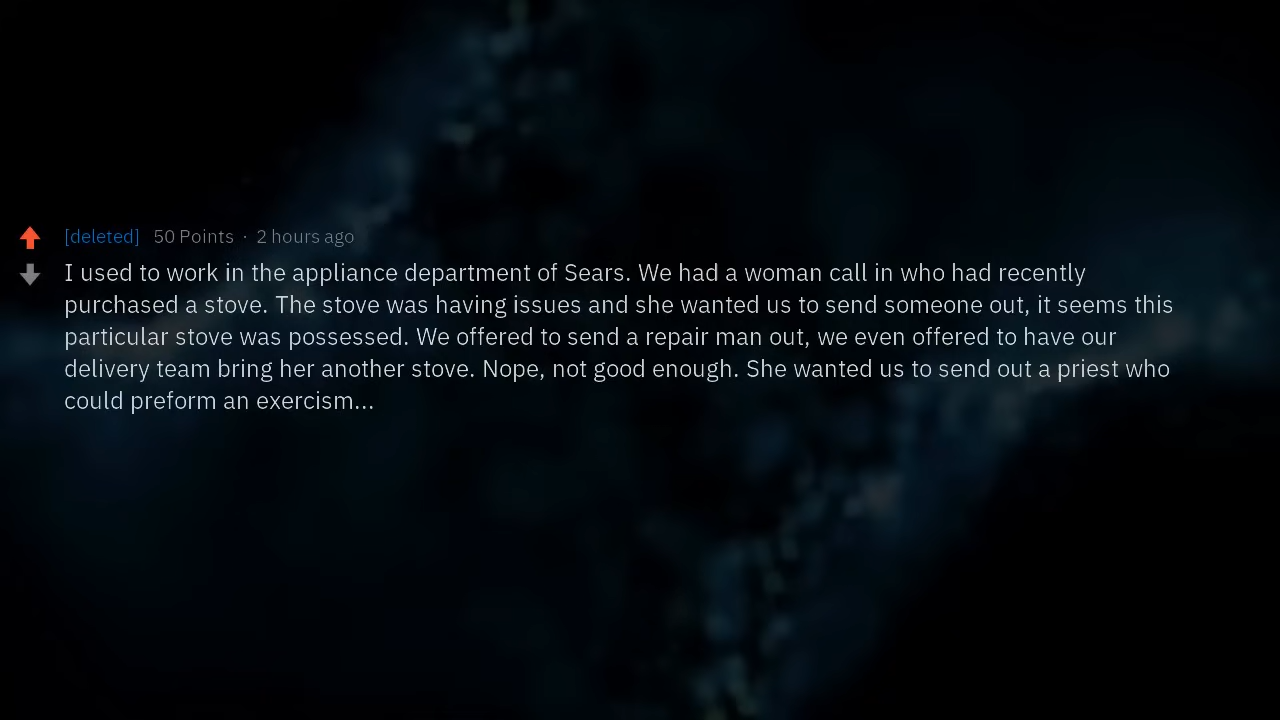 [deleted] 50 Points · 2 hours ago
I used to work in the appliance department of Sears. We had a woman call in who had recently
purchased a stove. The stove was having issues and she wanted us to send someone out, it seems this
particular stove was possessed. We offered to send a repair man out, we even offered to have our
delivery team bring her another stove. Nope, not good enough. She wanted us to send out a priest who
could preform an exercism...